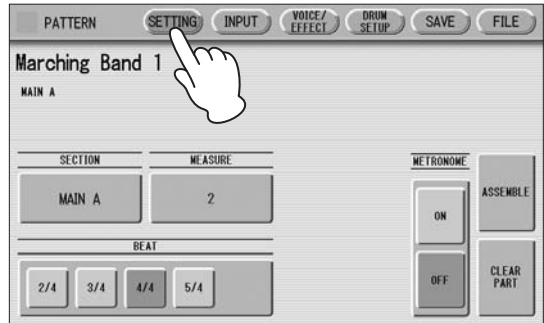 PATTERN SETTING INPUT VOICE/ EFFECT DRUM SETUP SAVE FILE
Marching Band 1
MAIN A
SECTION MEASURE METRONOME
MAIN A 2 ASSEMBLE
ON
BEAT
2/4 3/4 4/4 5/4 OFF CLEAR PART